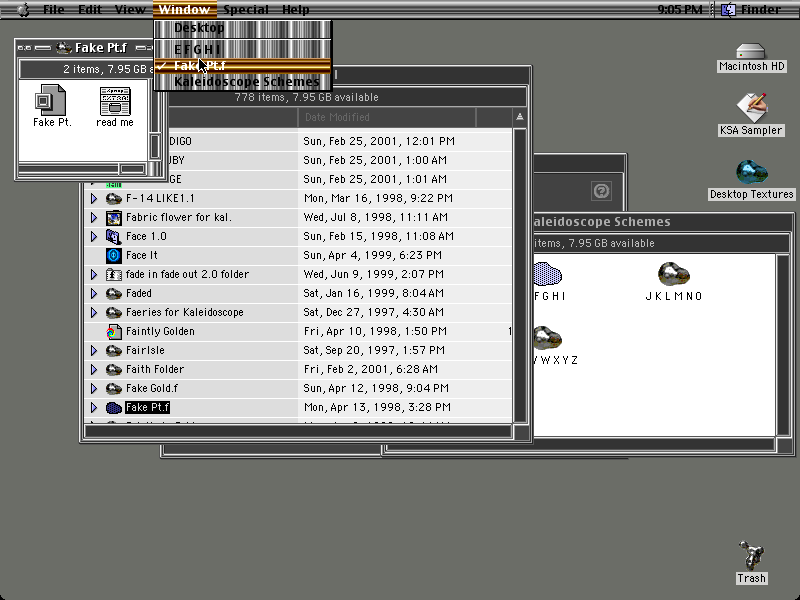 File Edit View Window Special Help 9:05 PM Finder
Desktop
E F G H I
✓ Fake Pt.f
Kaleidoscope Schemes
Fake Pt.f
2 items, 7.95 GB a
Fake Pt.
read me
778 items, 7.95 GB available
Date Modified
DIGO Sun, Feb 25, 2001, 12:01 PM
UBY Sun, Feb 25, 2001, 1:00 AM
GE Sun, Feb 25, 2001, 1:01 AM
F-14 LIKE1.1 Mon, Mar 16, 1998, 9:22 PM
Fabric flower for kal. Wed, Jul 8, 1998, 11:11 AM
Face 1.0 Sun, Feb 15, 1998, 11:08 AM
Face It Sun, Apr 4, 1999, 6:23 PM
fade in fade out 2.0 folder Wed, Jun 9, 1999, 2:07 PM
Faded Sat, Jan 16, 1999, 8:04 AM
Faeries for Kaleidoscope Sat, Dec 27, 1997, 4:30 AM
Faintly Golden Fri, Apr 10, 1998, 1:50 PM 1
FairIsle Sat, Sep 20, 1997, 1:57 PM
Faith Folder Fri, Feb 2, 2001, 6:28 AM
Fake Gold.f Sun, Apr 12, 1998, 9:04 PM
Fake Pt.f Mon, Apr 13, 1998, 3:28 PM
aleidoscope Schemes
items, 7.95 GB available
F G H I
J K L M N O
W X Y Z
Macintosh HD
KSA Sampler
Desktop Textures
Trash